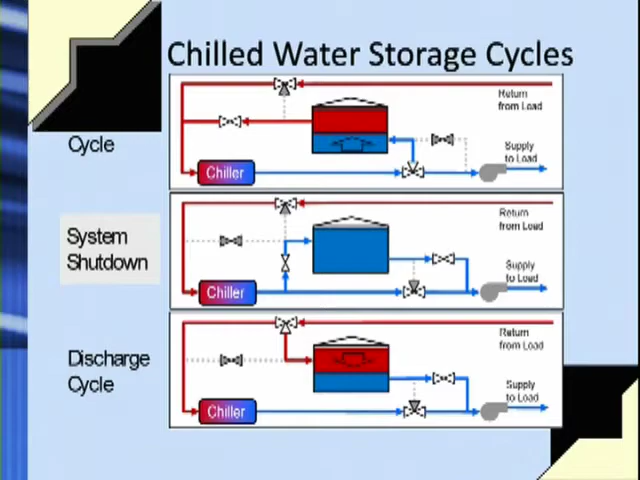 Chilled Water Storage Cycles
Cycle
Return
from Load
Supply
to Load
Chiller
System
Shutdown
Return
from Load
Supply
to Load
Chiller
Discharge
Cycle
Return
from Load
Supply
to Load
Chiller